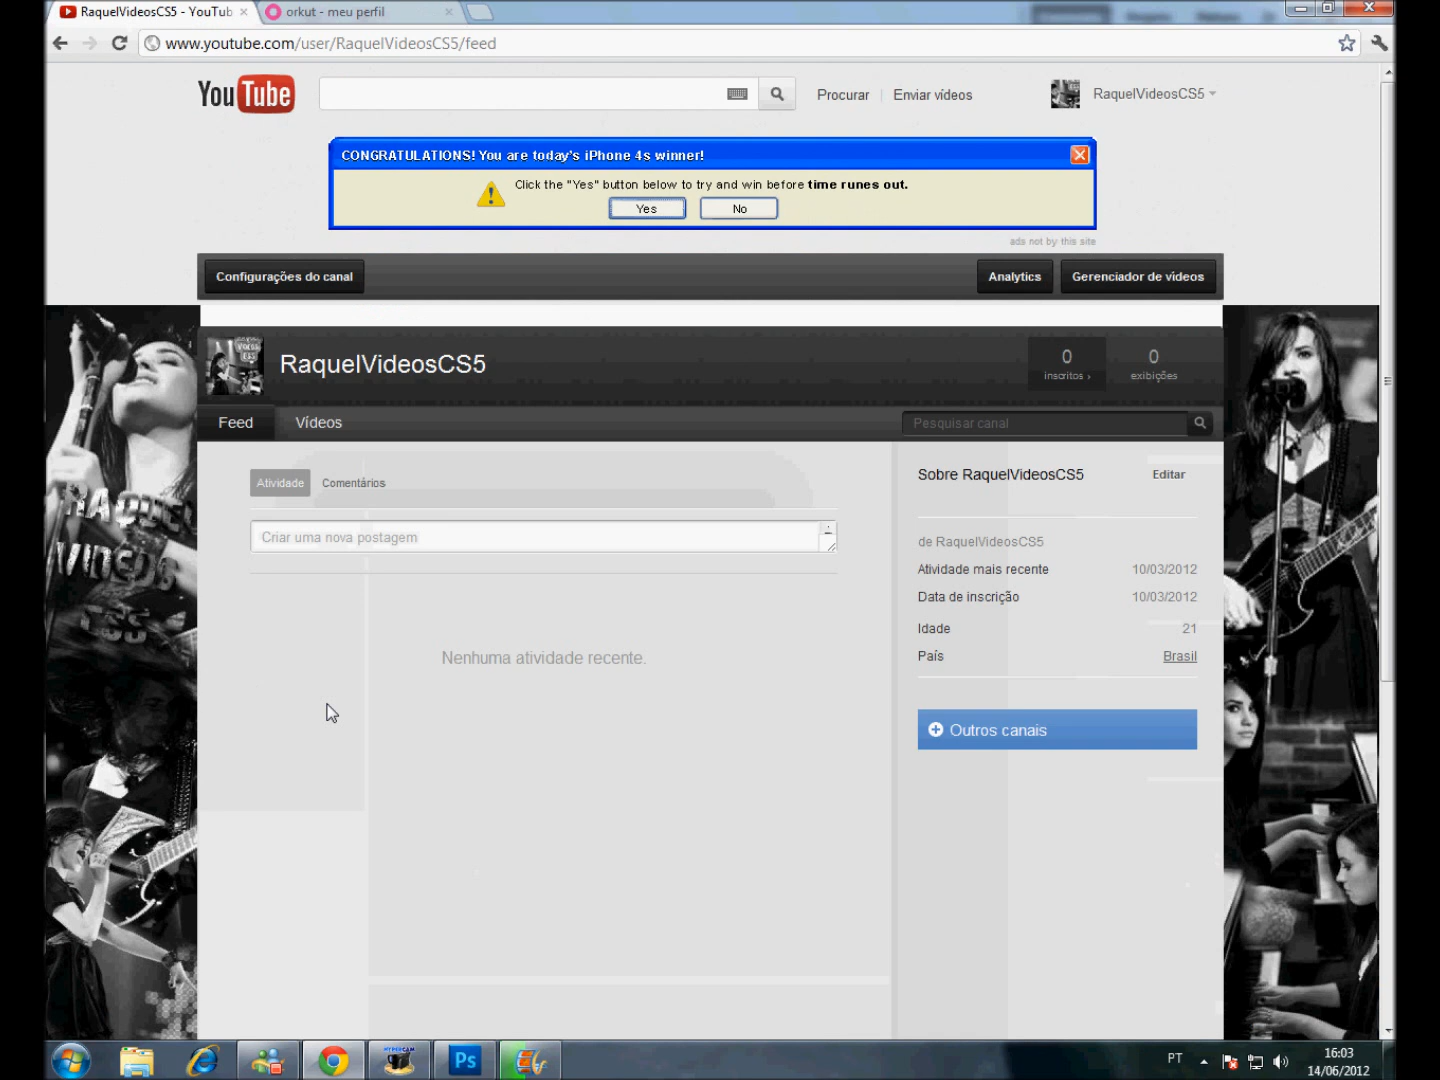 RaquelVideosCS5 - YouTub
orkut - meu perfil
www.youtube.com/user/RaquelVideosCS5/feed
YouTube
Procurar
Enviar vídeos
RaquelVideosCS5
CONGRATULATIONS! You are today's iPhone 4s winner!
Click the "Yes" button below to try and win before time runes out.
Yes
No
ads not by this site
Configurações do canal
Analytics
Gerenciador de vídeos
RaquelVideosCS5
0
inscritos ›
0
exibições
Feed
Vídeos
Pesquisar canal
Atividade
Comentários
Criar uma nova postagem
Nenhuma atividade recente.
Sobre RaquelVideosCS5
Editar
de RaquelVideosCS5
Atividade mais recente
10/03/2012
Data de inscrição
10/03/2012
Idade
21
País
Brasil
Outros canais
RAQUEL
VIDEOS
CS5
HYPERCAM
Ps
PT
16:03
14/06/2012